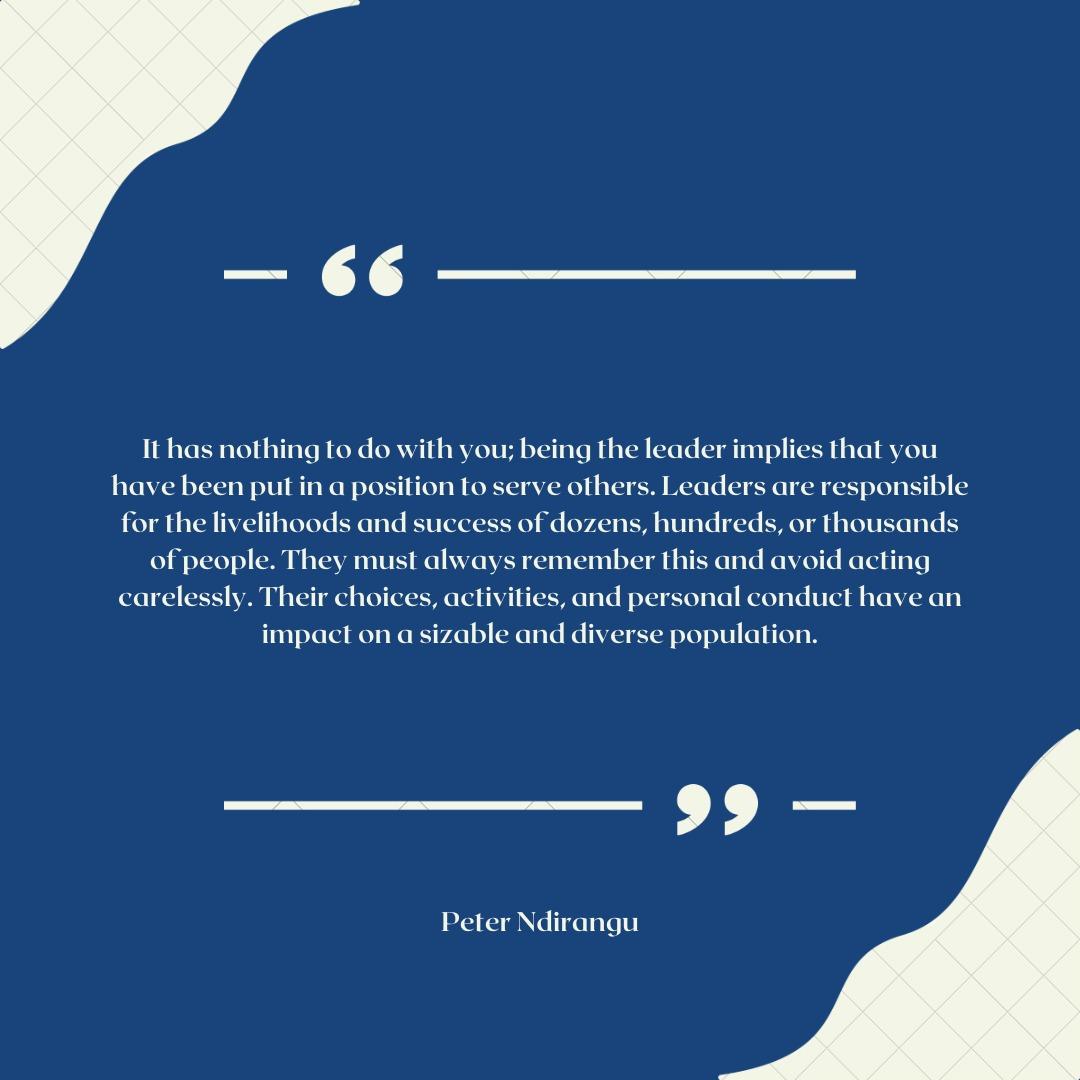 “
It has nothing to do with you; being the leader implies that you
have been put in a position to serve others. Leaders are responsible
for the livelihoods and success of dozens, hundreds, or thousands
of people. They must always remember this and avoid acting
carelessly. Their choices, activities, and personal conduct have an
impact on a sizable and diverse population.
”
Peter Ndirangu